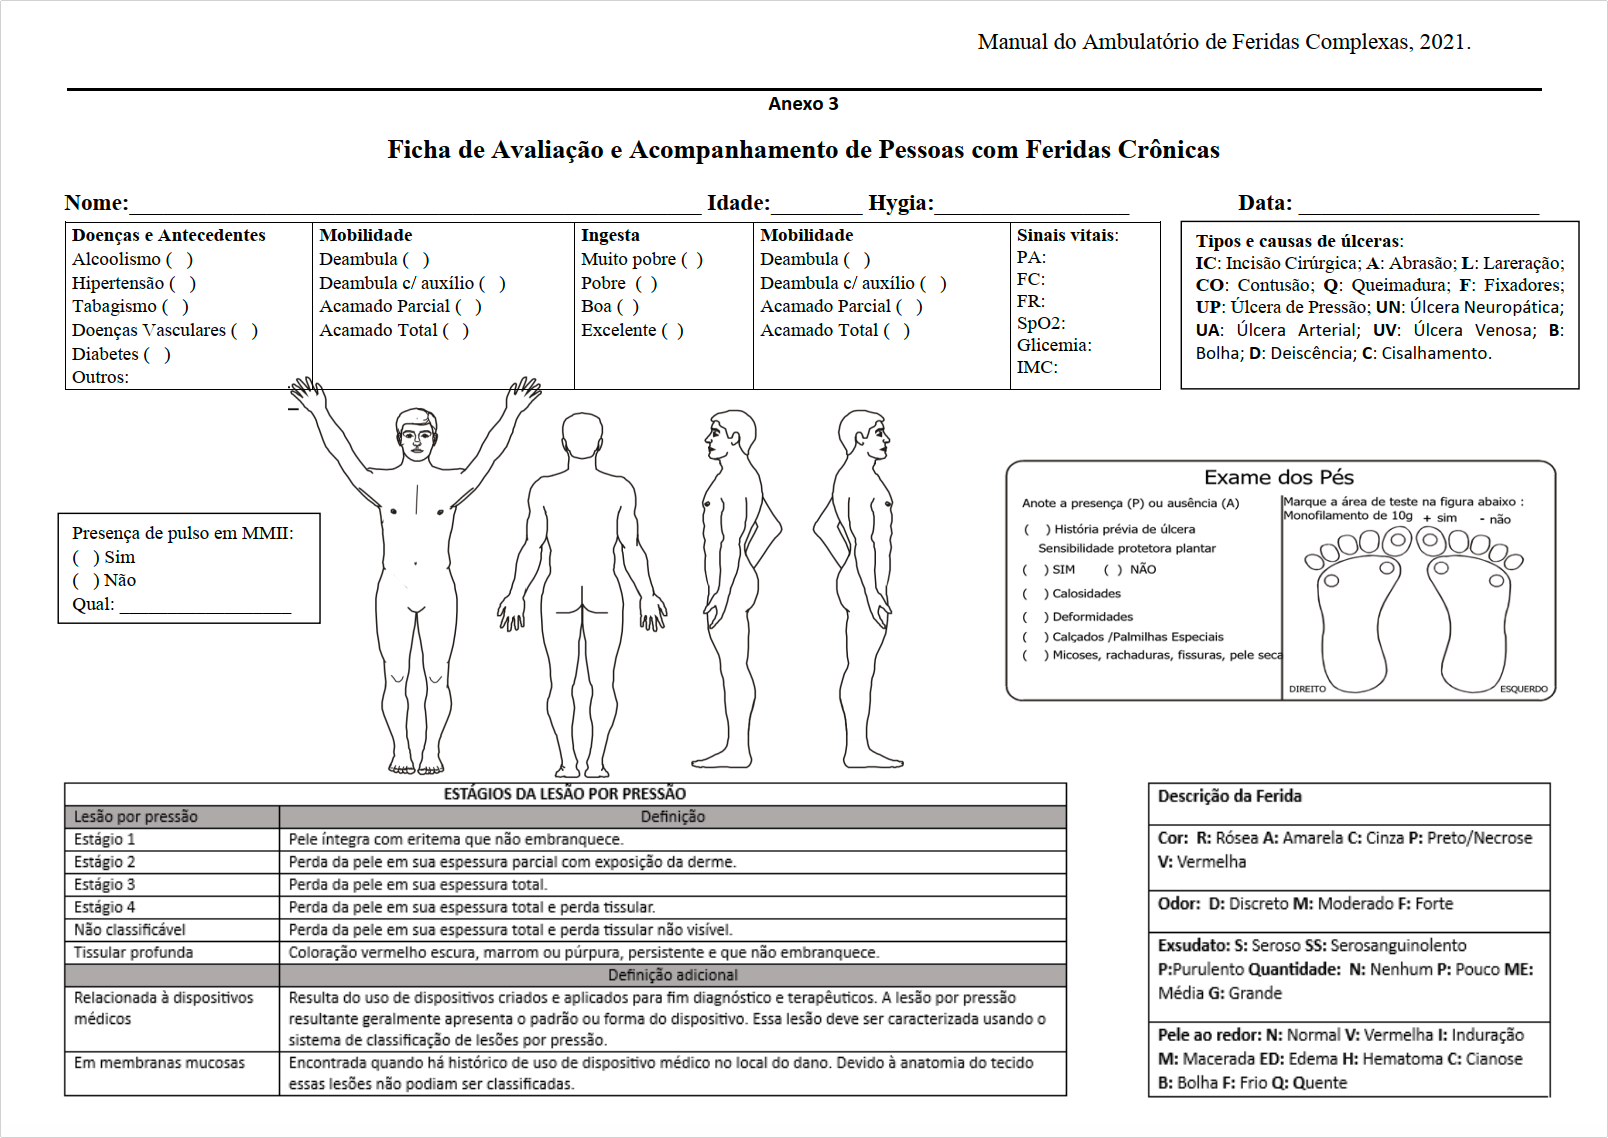 Manual do Ambulatório de Feridas Complexas, 2021.
Anexo 3
Ficha de Avaliação e Acompanhamento de Pessoas com Feridas Crônicas
Nome:____________________________________________________ Idade:________ Hygia:_________________ Data: _____________________
Doenças e Antecedentes
Alcoolismo (   )
Hipertensão (   )
Tabagismo (   )
Doenças Vasculares (   )
Diabetes (   )
Outros:
Mobilidade
Deambula (   )
Deambula c/ auxílio (   )
Acamado Parcial (   )
Acamado Total (   )
Ingesta
Muito pobre (  )
Pobre  (  )
Boa (  )
Excelente (  )
Mobilidade
Deambula (   )
Deambula c/ auxílio (   )
Acamado Parcial (   )
Acamado Total (   )
Sinais vitais:
PA:
FC:
FR:
SpO2:
Glicemia:
IMC:
Tipos e causas de úlceras:
IC: Incisão Cirúrgica; A: Abrasão; L: Lareração;
CO: Contusão; Q: Queimadura; F: Fixadores;
UP: Úlcera de Pressão; UN: Úlcera Neuropática;
UA: Úlcera Arterial; UV: Úlcera Venosa; B:
Bolha; D: Deiscência; C: Cisalhamento.
Presença de pulso em MMII:
(   ) Sim
(   ) Não
Qual: __________________
Exame dos Pés
Anote a presença (P) ou ausência (A)
(    ) História prévia de úlcera
Sensibilidade protetora plantar
(    ) SIM      (   )  NÃO
(    ) Calosidades
(    ) Deformidades
(    ) Calçados /Palmilhas Especiais
(    ) Micoses, rachaduras, fissuras, pele seca
Marque a área de teste na figura abaixo :
Monofilamento de 10g  + sim    - não
DIREITO
ESQUERDO
ESTÁGIOS DA LESÃO POR PRESSÃO
Lesão por pressão Definição
Estágio 1 Pele íntegra com eritema que não embranquece.
Estágio 2 Perda da pele em sua espessura parcial com exposição da derme.
Estágio 3 Perda da pele em sua espessura total.
Estágio 4 Perda da pele em sua espessura total e perda tissular.
Não classificável Perda da pele em sua espessura total e perda tissular não visível.
Tissular profunda Coloração vermelho escura, marrom ou púrpura, persistente e que não embranquece.
Definição adicional
Relacionada à dispositivos
médicos
Resulta do uso de dispositivos criados e aplicados para fim diagnóstico e terapêuticos. A lesão por pressão
resultante geralmente apresenta o padrão ou forma do dispositivo. Essa lesão deve ser caracterizada usando o
sistema de classificação de lesões por pressão.
Em membranas mucosas
Encontrada quando há histórico de uso de dispositivo médico no local do dano. Devido à anatomia do tecido
essas lesões não podiam ser classificadas.
Descrição da Ferida
Cor:  R: Rósea A: Amarela C: Cinza P: Preto/Necrose
V: Vermelha
Odor:  D: Discreto M: Moderado F: Forte
Exsudato: S: Seroso SS: Serosanguinolento
P:Purulento Quantidade:  N: Nenhum P: Pouco ME:
Média G: Grande
Pele ao redor: N: Normal V: Vermelha I: Induração
M: Macerada ED: Edema H: Hematoma C: Cianose
B: Bolha F: Frio Q: Quente